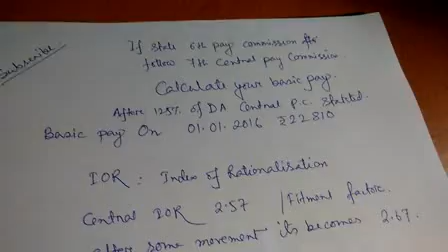 Subscribe.
If State 6th pay commission for
follow 7th Central pay Commission
Calculate your basic pay.
After 125% of DA Central P.C. Started.
Basic pay On 01.01.2016 ₹22810
IOR : Index of Rationalisation
Central IOR 2.57 / Fitment factor.
after some movement its becomes 2.67.